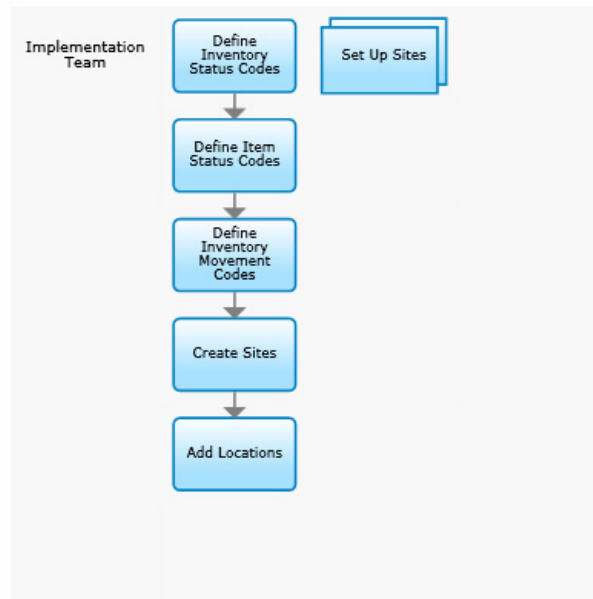 Implementation
Team
Define
Inventory
Status Codes
Set Up Sites
Define Item
Status Codes
Define
Inventory
Movement
Codes
Create Sites
Add Locations